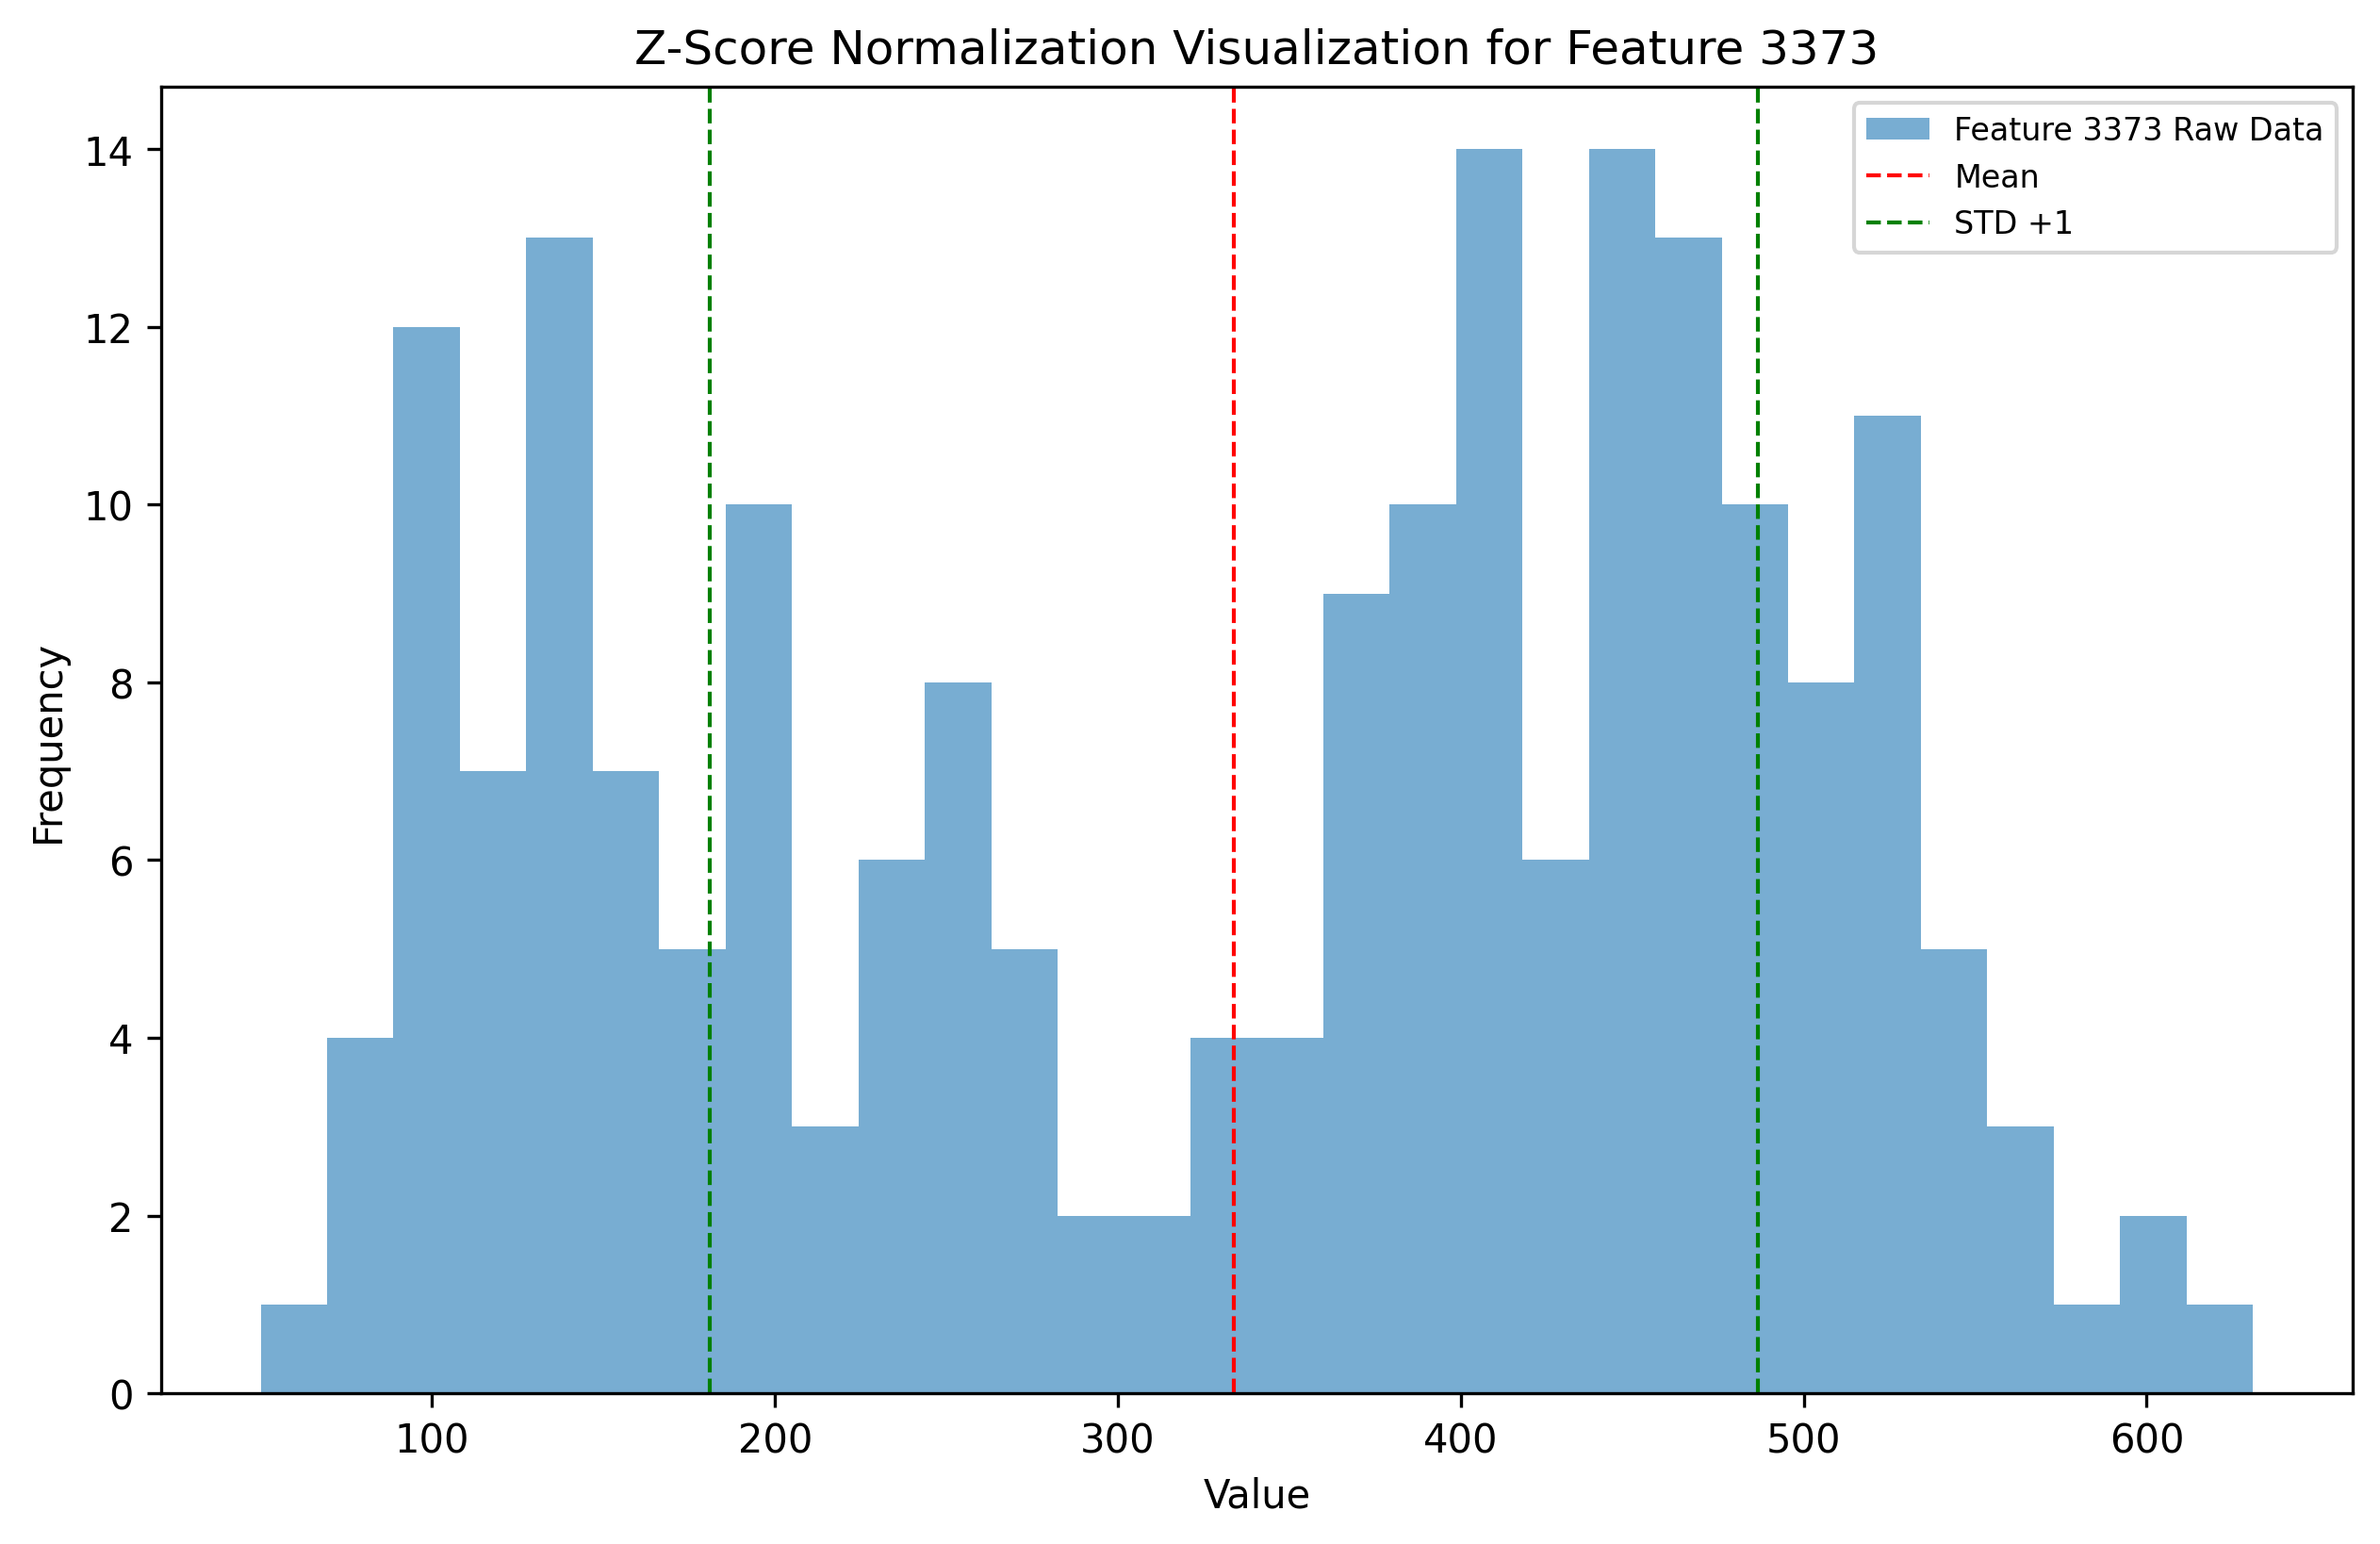 Z-Score Normalization Visualization for Feature 3373
Feature 3373 Raw Data
Mean
STD +1
14
12
10
8
6
4
2
0
Frequency
100 200 300 400 500 600
Value